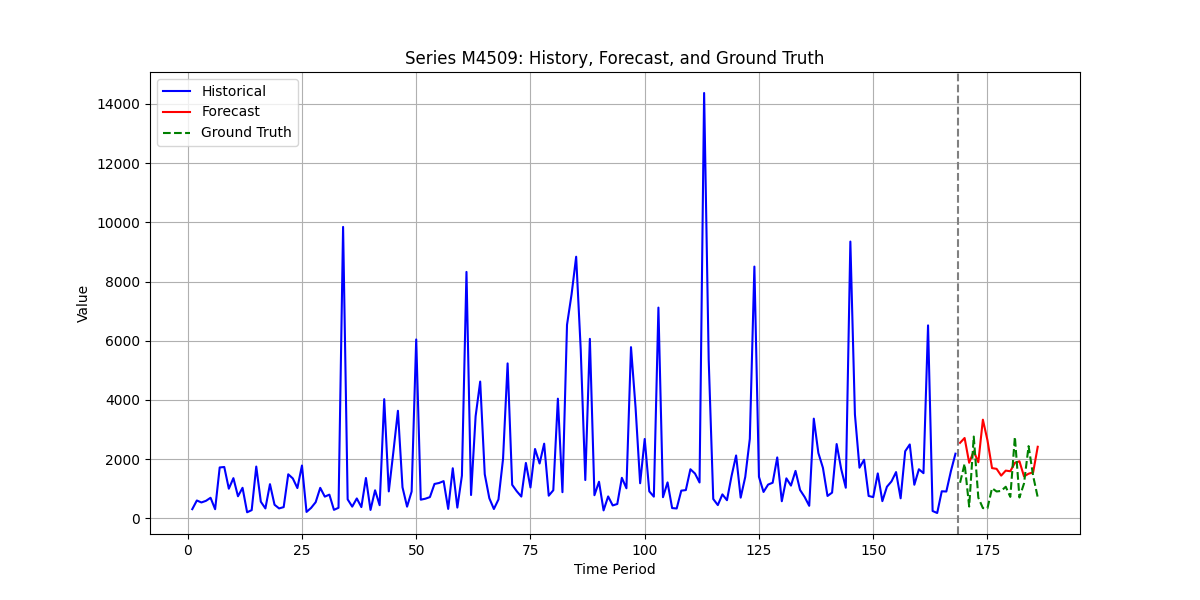 Series M4509: History, Forecast, and Ground Truth
Historical
Forecast
Ground Truth
14000
12000
10000
8000
6000
4000
2000
0
Value
0 25 50 75 100 125 150 175
Time Period